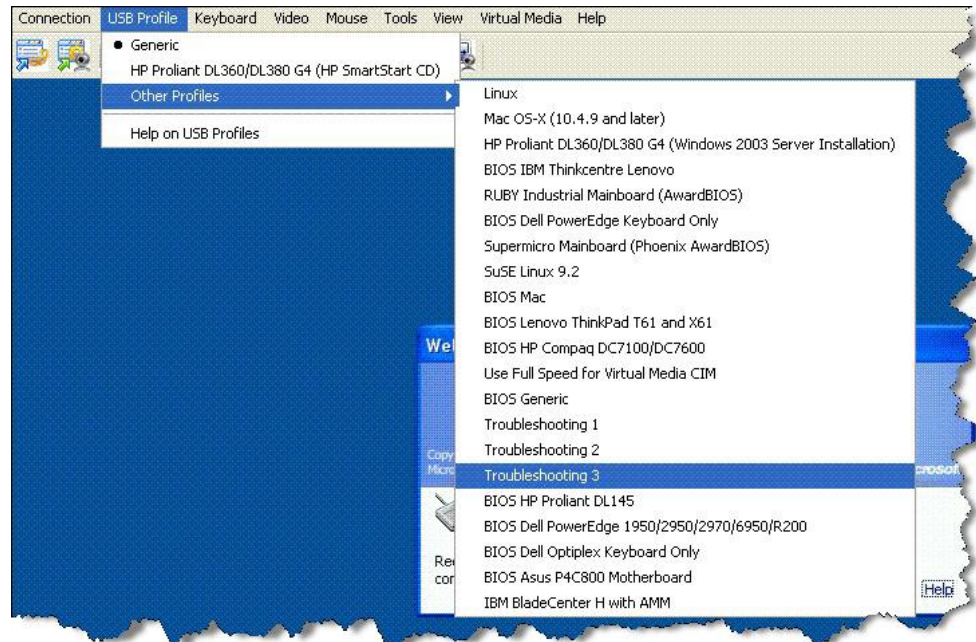 Connection USB Profile Keyboard Video Mouse Tools View Virtual Media Help
Generic
HP Proliant DL360/DL380 G4 (HP SmartStart CD)
Other Profiles
Help on USB Profiles
Linux
Mac OS-X (10.4.9 and later)
HP Proliant DL360/DL380 G4 (Windows 2003 Server Installation)
BIOS IBM Thinkcentre Lenovo
RUBY Industrial Mainboard (AwardBIOS)
BIOS Dell PowerEdge Keyboard Only
Supermicro Mainboard (Phoenix AwardBIOS)
SuSE Linux 9.2
BIOS Mac
BIOS Lenovo ThinkPad T61 and X61
BIOS HP Compaq DC7100/DC7600
Use Full Speed for Virtual Media CIM
BIOS Generic
Troubleshooting 1
Troubleshooting 2
Troubleshooting 3
BIOS HP Proliant DL145
BIOS Dell PowerEdge 1950/2950/2970/6950/R200
BIOS Dell Optiplex Keyboard Only
BIOS Asus P4C800 Motherboard
IBM BladeCenter H with AMM
Wel
Copy
Micro
crosoft
Re
cor
Help